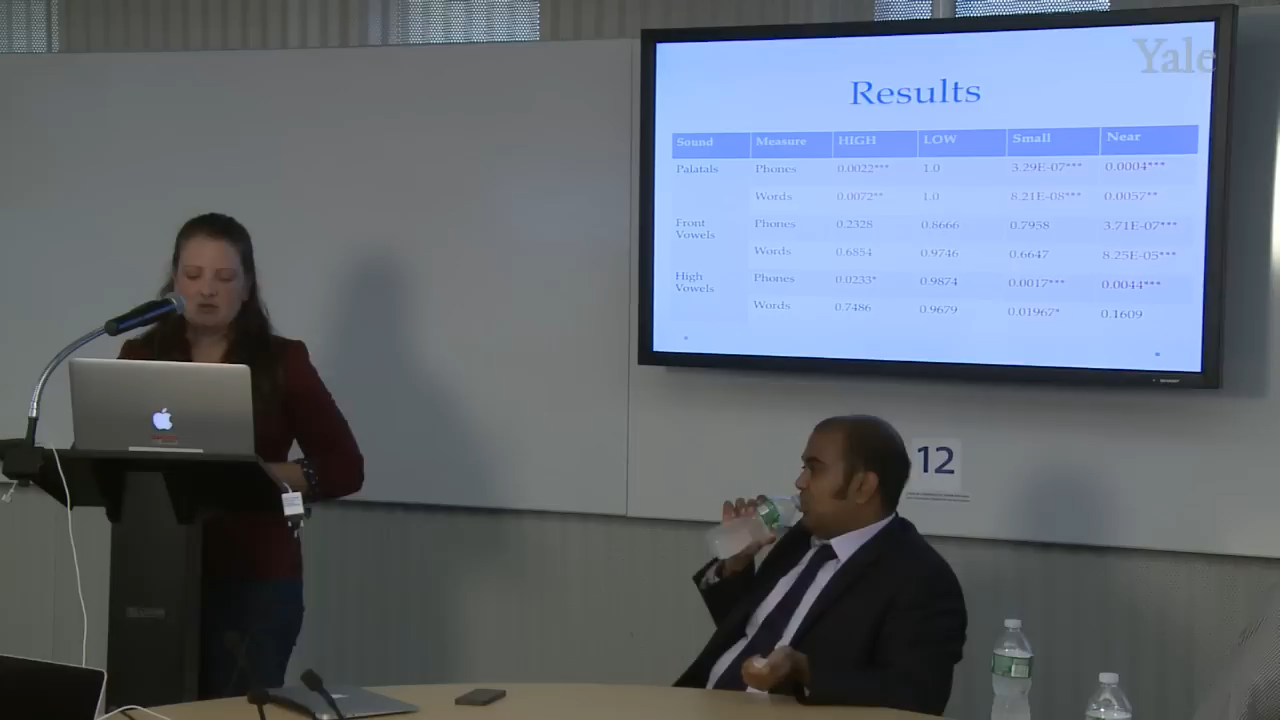 Yale
Results
Sound Measure HIGH LOW Small Near
Palatals Phones 0.0022*** 1.0 3.29E-07*** 0.0004***
Words 0.0072** 1.0 8.21E-08*** 0.0057**
Front Vowels Phones 0.2328 0.8666 0.7958 3.71E-07***
Words 0.6854 0.9746 0.6647 8.25E-05***
High Vowels Phones 0.0233* 0.9874 0.0017*** 0.0044***
Words 0.7486 0.9679 0.01967* 0.1609
12